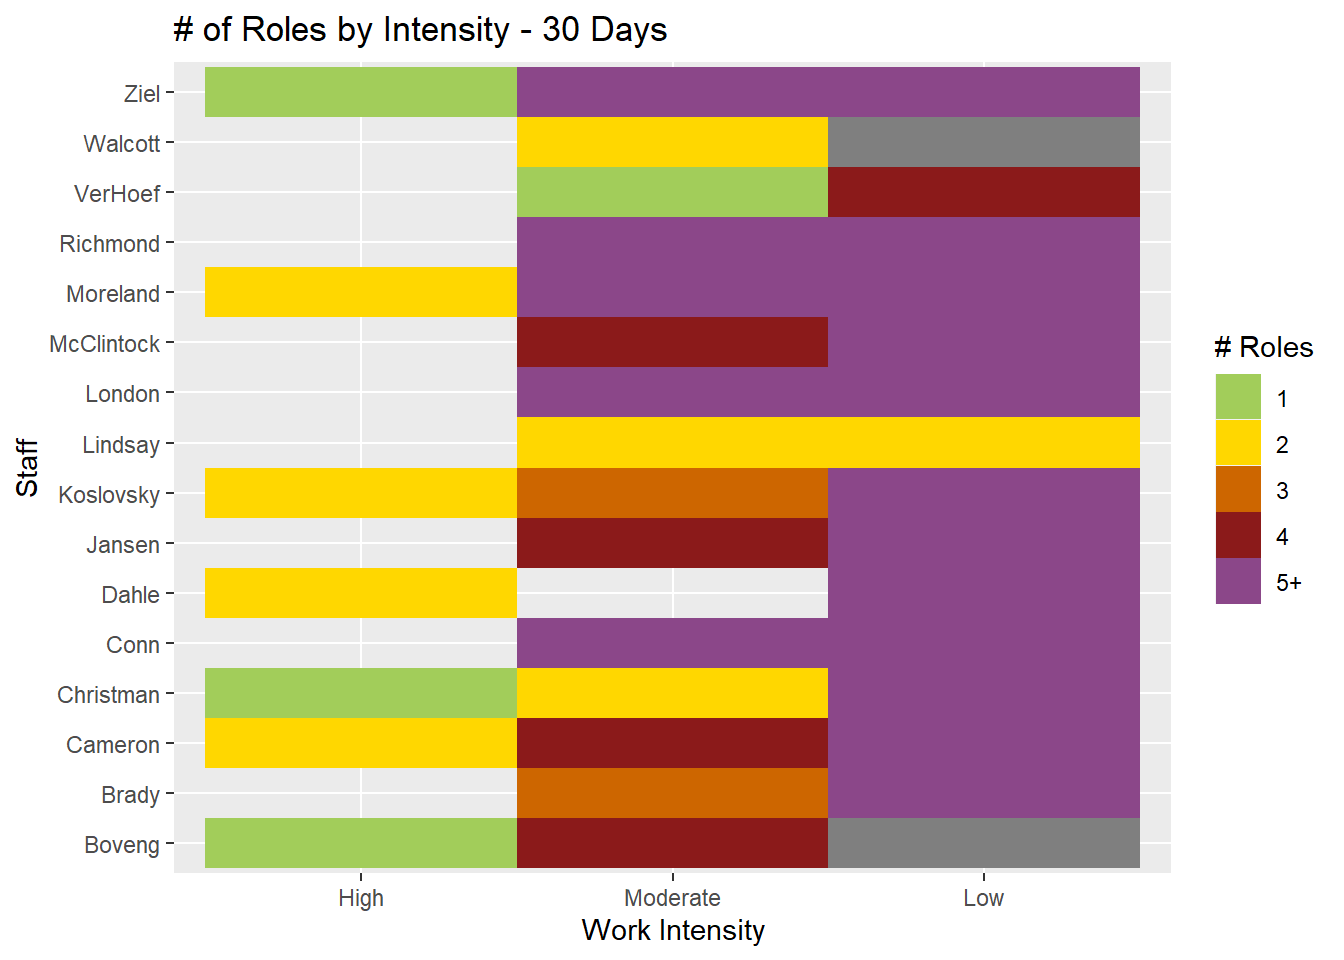 # of Roles by Intensity - 30 Days
Ziel
Walcott
VerHoef
Richmond
Moreland
McClintock
London
Lindsay
Koslovsky
Jansen
Dahle
Conn
Christman
Cameron
Brady
Boveng
Staff
High
Moderate
Low
Work Intensity
# Roles
1
2
3
4
5+